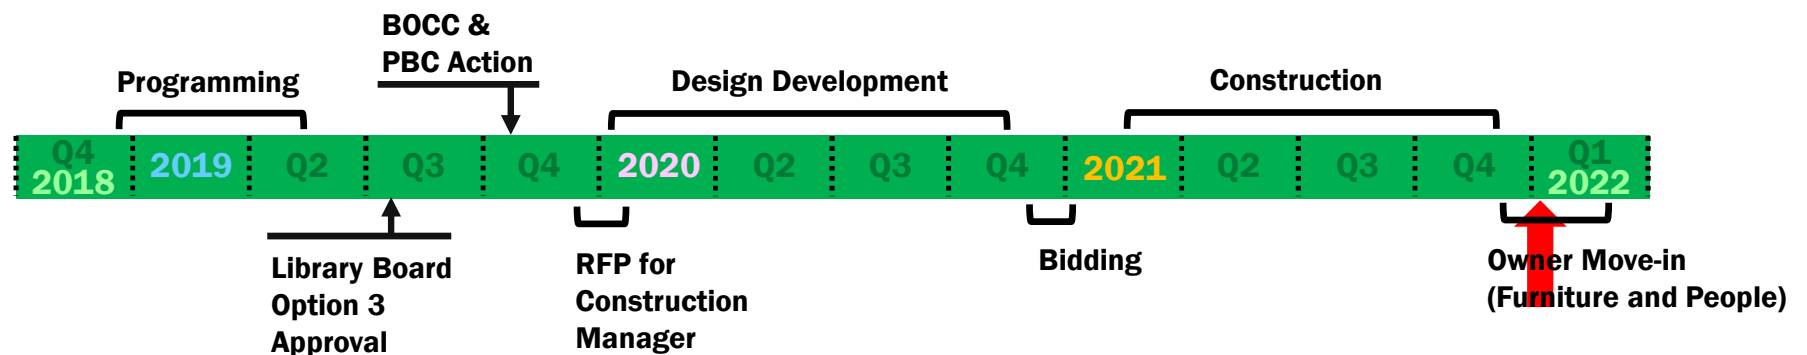 BOCC &
PBC Action
Programming
Design Development
Construction
Q4
2018
2019
Q2
Q3
Q4
2020
Q2
Q3
Q4
2021
Q2
Q3
Q4
Q1
2022
Library Board
Option 3
Approval
RFP for
Construction
Manager
Bidding
Owner Move-in
(Furniture and People)